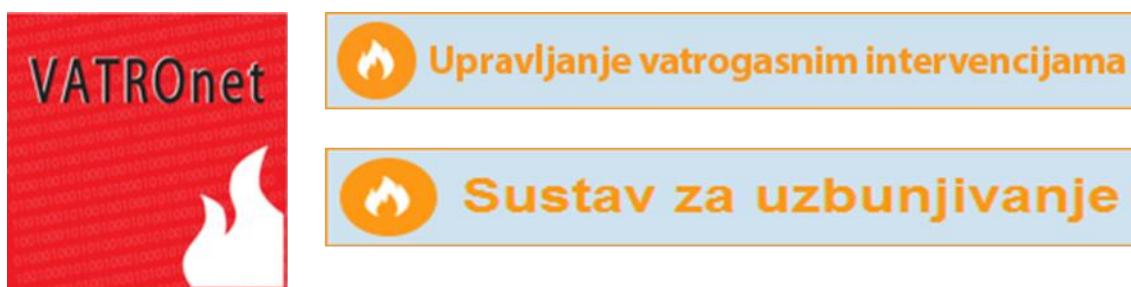 VATROnet
Upravljanje vatrogasnim intervencijama
Sustav za uzbunjivanje